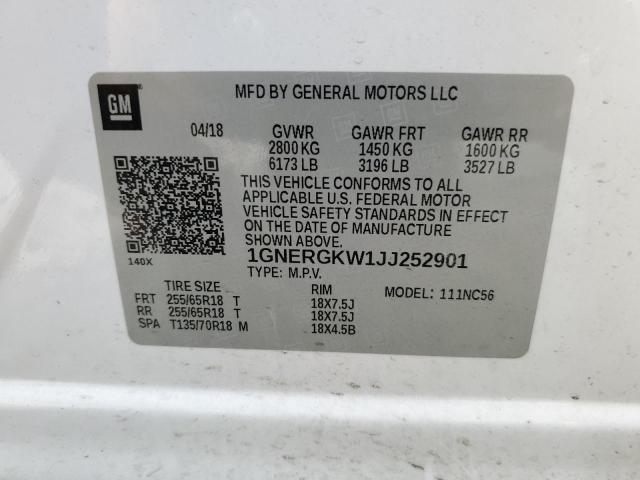 GM
MFD BY GENERAL MOTORS LLC
04/18 GVWR GAWR FRT GAWR RR
2800 KG 1450 KG 1600 KG
6173 LB 3196 LB 3527 LB
THIS VEHICLE CONFORMS TO ALL
APPLICABLE U.S. FEDERAL MOTOR
VEHICLE SAFETY STANDARDS IN EFFECT
ON THE DATE OF MANUFACTURE
SHOWN ABOVE.
140X
1GNERGKW1JJ252901
TYPE: M.P.V.
TIRE SIZE RIM MODEL: 111NC56
FRT 255/65R18 T 18X7.5J
RR 255/65R18 T 18X7.5J
SPA T135/70R18 M 18X4.5B